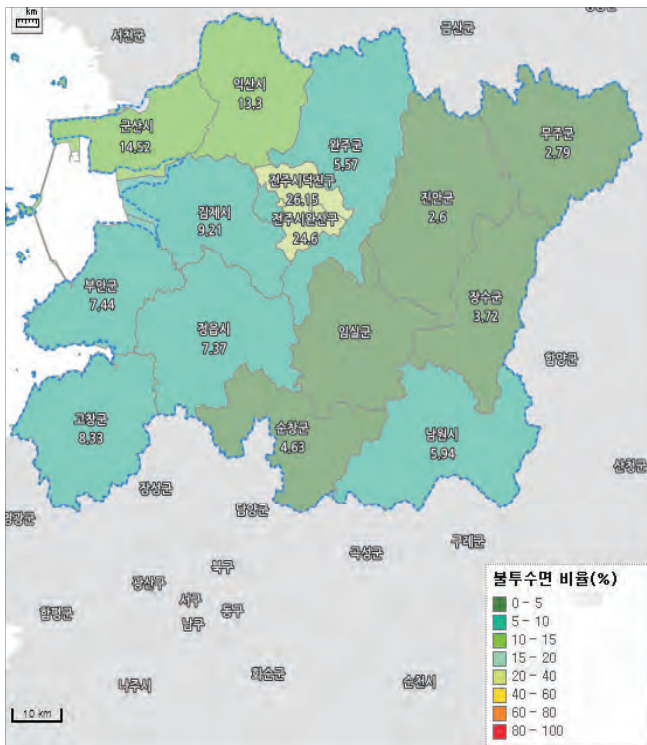 km
서천군
금산군
익산시
13.3
군산시
14.52
완주군
5.57
무주군
2.79
전주시덕진구
26.15
진안군
2.6
김제시
9.21
전주시완산구
24.6
부안군
7.44
장수군
3.72
정읍시
7.37
임실군
함양군
고창군
8.33
순창군
4.63
남원시
5.94
산청군
장성군
담양군
영광군
곡성군
구례군
북구
광산구
서구
동구
함평군
남구
화순군
나주시
순천시
불투수면 비율(%)
0 - 5
5 - 10
10 - 15
15 - 20
20 - 40
40 - 60
60 - 80
80 - 100
10 km